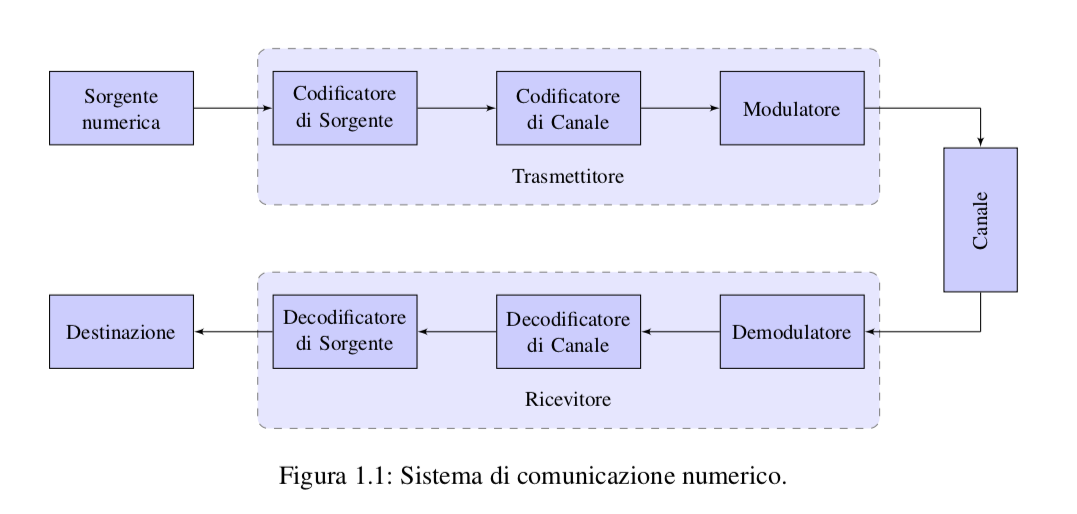 Sorgente
numerica
Codificatore
di Sorgente
Codificatore
di Canale
Modulatore
Trasmettitore
Canale
Destinazione
Decodificatore
di Sorgente
Decodificatore
di Canale
Demodulatore
Ricevitore
Figura 1.1: Sistema di comunicazione numerico.